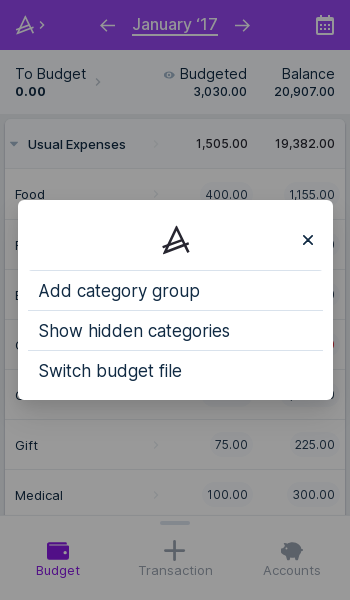 January ‘17
To Budget
Budgeted
Balance
0.00
3,030.00
20,907.00
Usual Expenses
1,505.00
19,382.00
Food
400.00
1,155.00
Add category group
Show hidden categories
Switch budget file
Gift
75.00
225.00
Medical
100.00
300.00
Budget
Transaction
Accounts